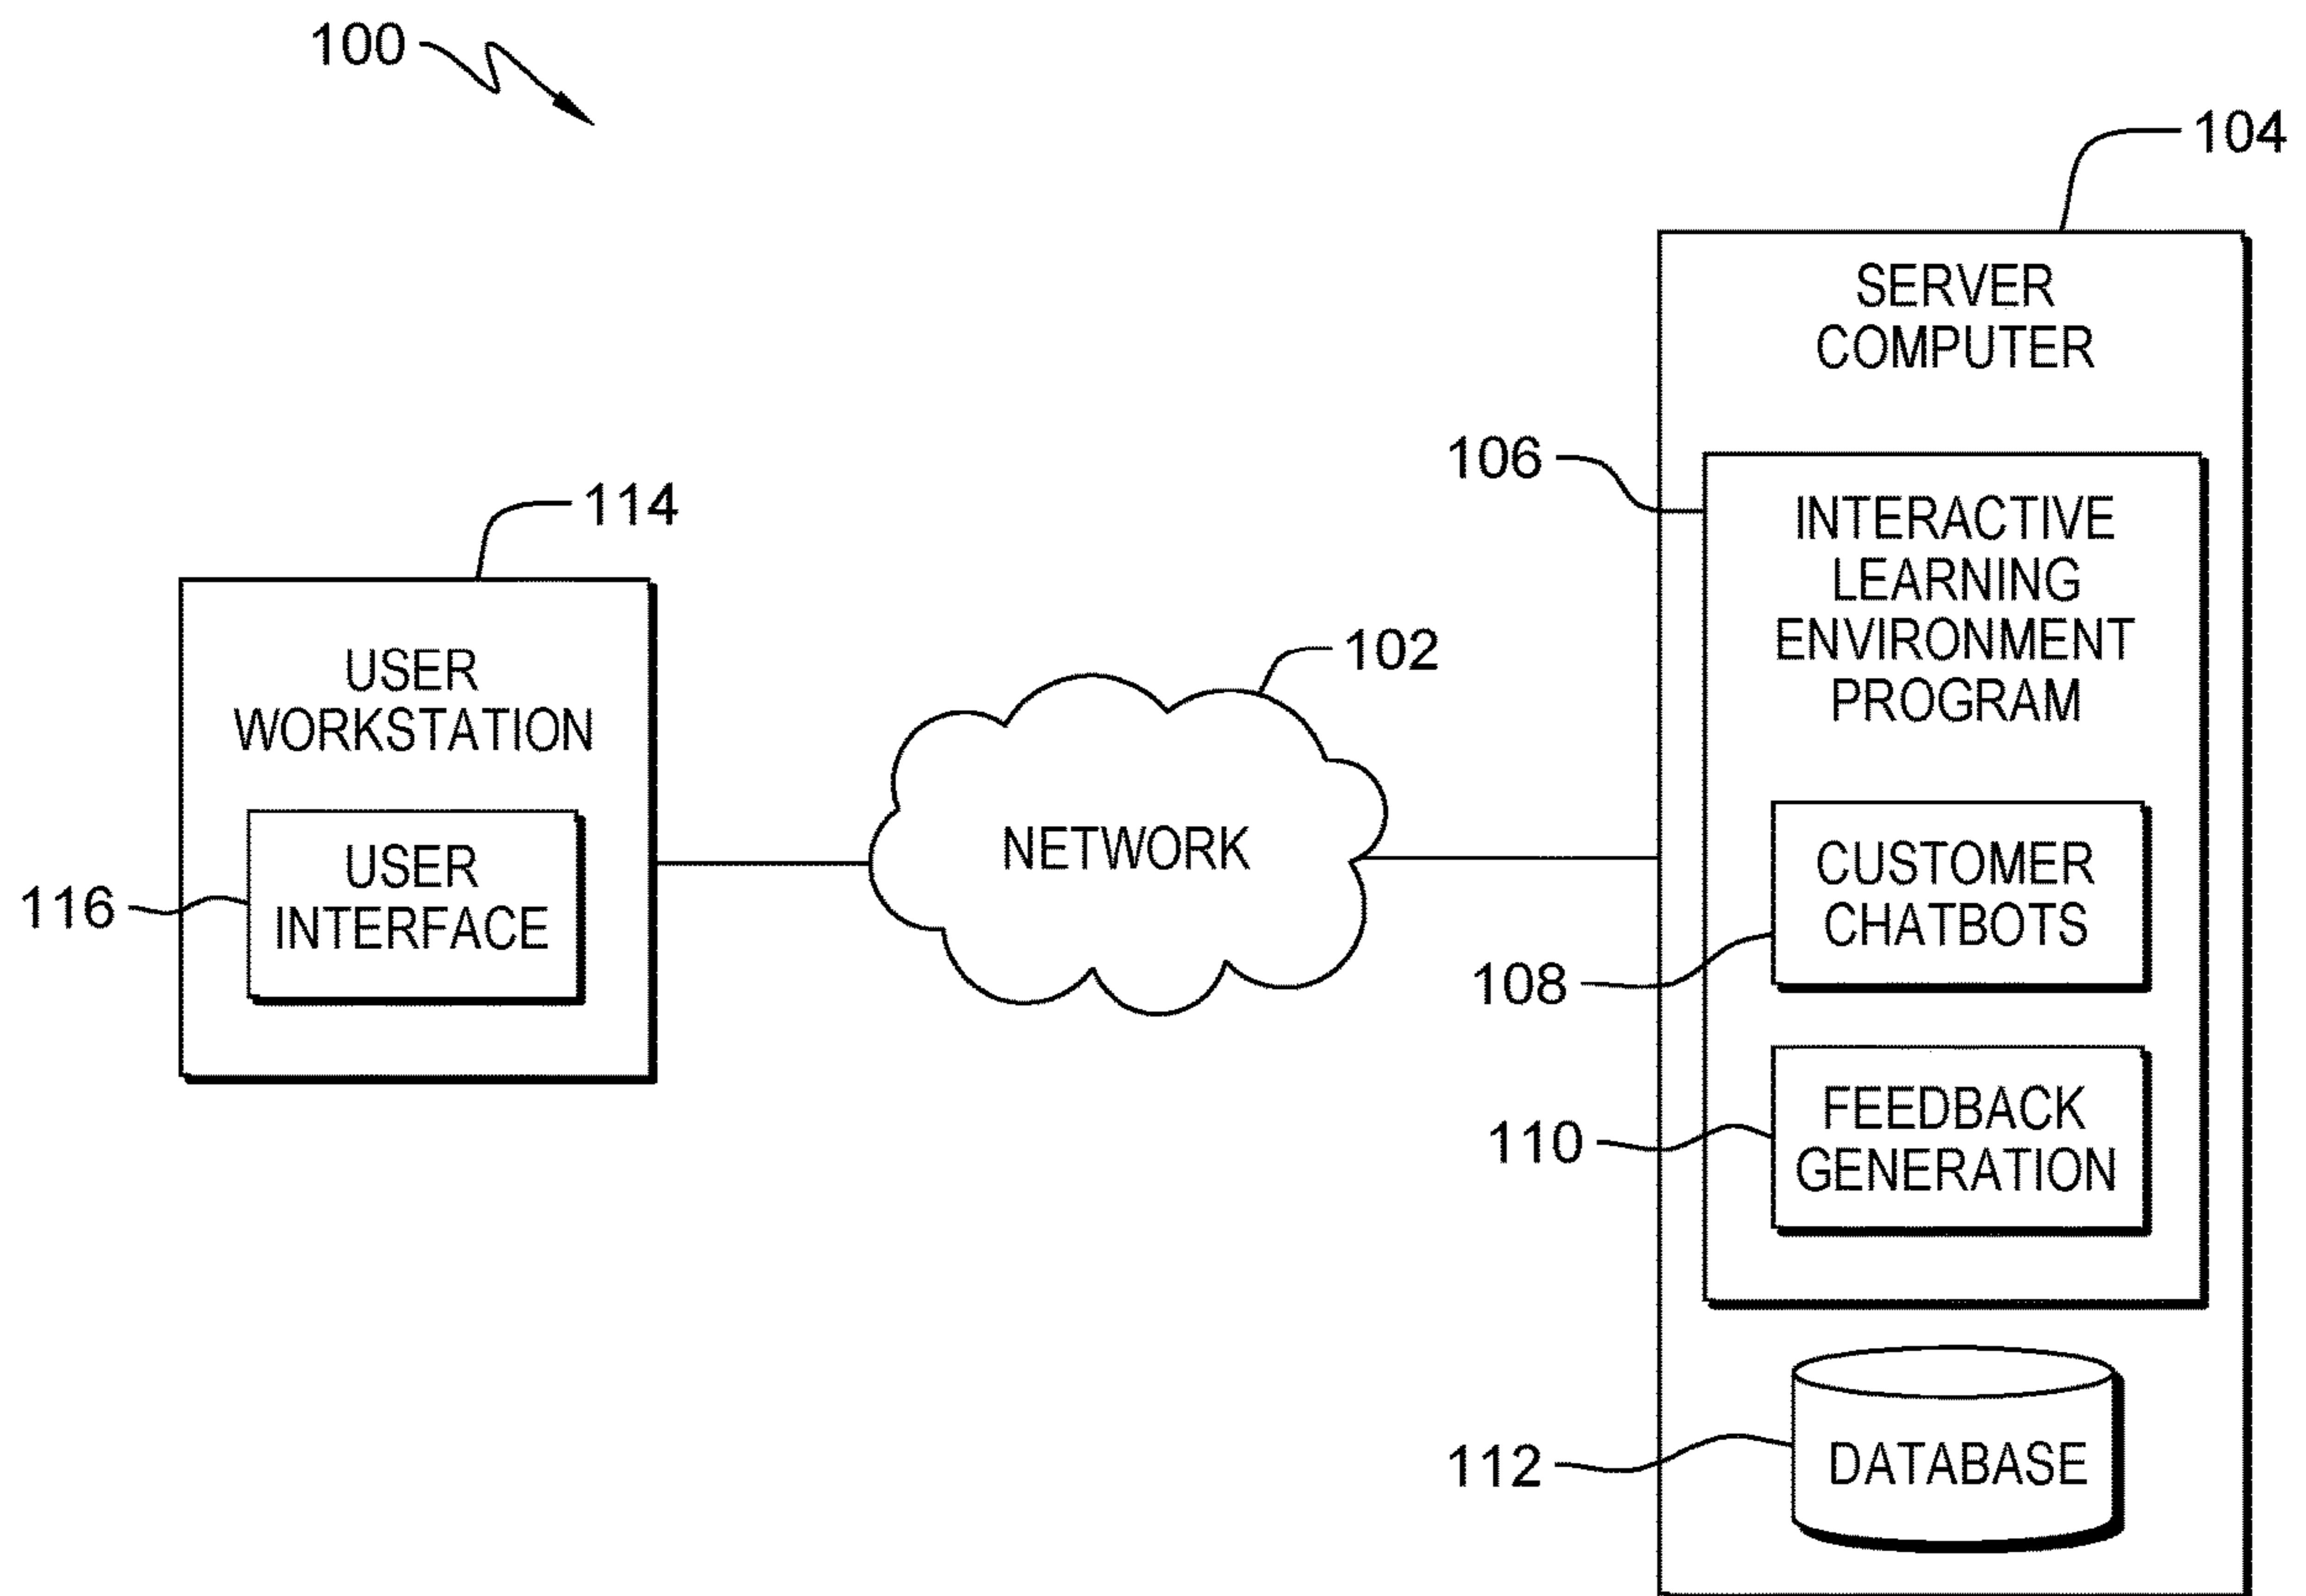 100
104
SERVER
COMPUTER
106
INTERACTIVE
LEARNING
ENVIRONMENT
PROGRAM
114
USER
WORKSTATION
102
NETWORK
116
USER
INTERFACE
CUSTOMER
CHATBOTS
108
FEEDBACK
GENERATION
110
112
DATABASE